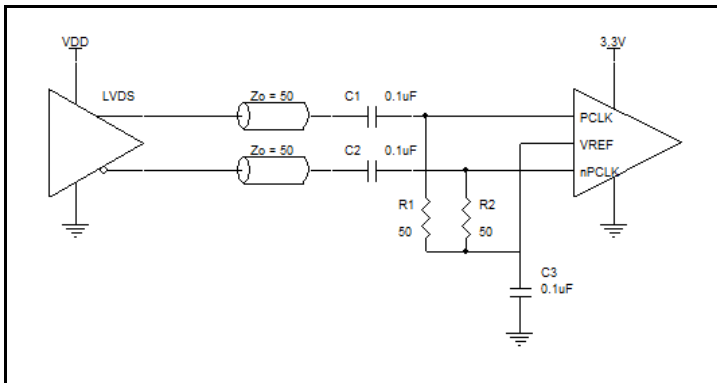 VDD
3.3V
LVDS
Zo = 50
C1
0.1uF
PCLK
VREF
Zo = 50
C2
0.1uF
nPCLK
R1
50
R2
50
C3
0.1uF